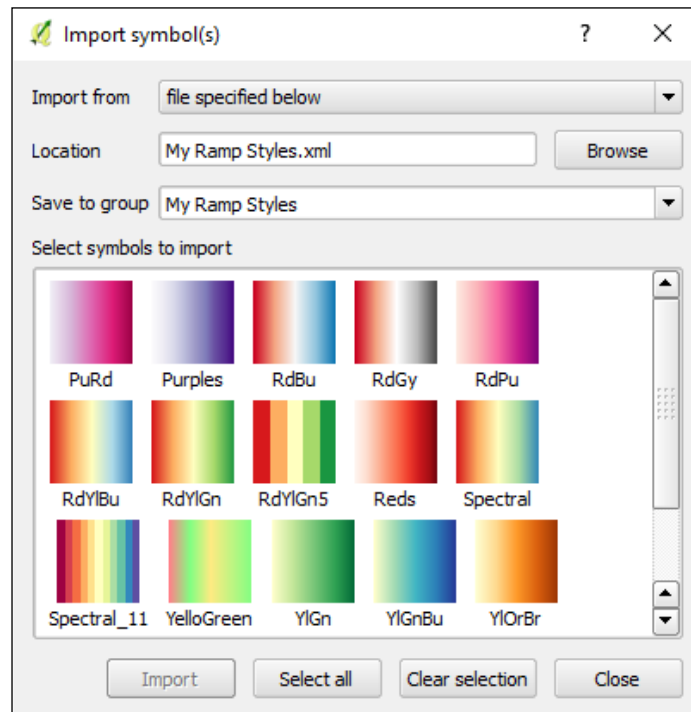 Import symbol(s) ?
Import from file specified below
Location My Ramp Styles.xml Browse
Save to group My Ramp Styles
Select symbols to import
PuRd Purples RdBu RdGy RdPu
RdYlBu RdYlGn RdYlGn5 Reds Spectral
Spectral_11 YelloGreen YlGn YlGnBu YlOrBr
Import Select all Clear selection Close